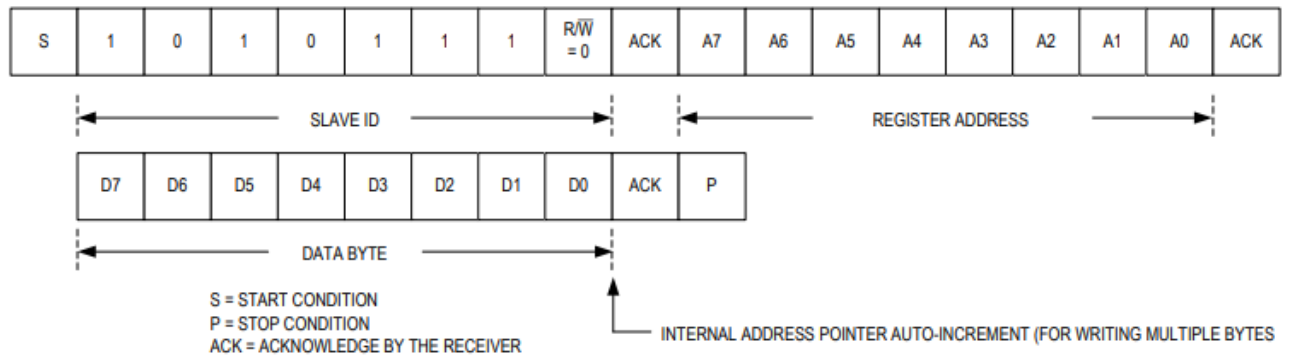 S 1 0 1 0 1 1 1 R/W̅ = 0 ACK A7 A6 A5 A4 A3 A2 A1 A0 ACK
SLAVE ID REGISTER ADDRESS
D7 D6 D5 D4 D3 D2 D1 D0 ACK P
DATA BYTE
S = START CONDITION
P = STOP CONDITION
ACK = ACKNOWLEDGE BY THE RECEIVER
INTERNAL ADDRESS POINTER AUTO-INCREMENT (FOR WRITING MULTIPLE BYTES